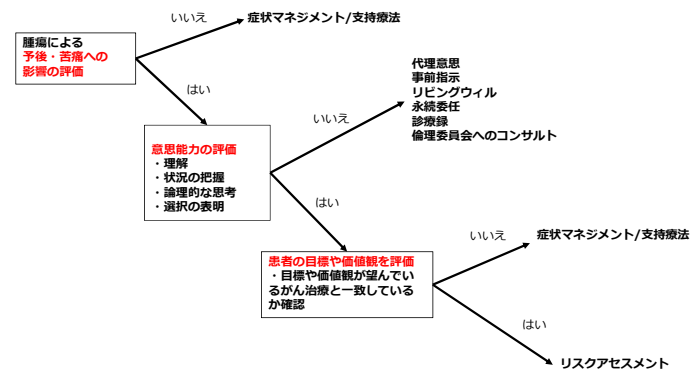 いいえ
症状マネジメント/支持療法
腫瘍による
予後・苦痛への
影響の評価
はい
代理意思
事前指示
リビングウィル
永続委任
診療録
倫理委員会へのコンサルト
いいえ
意思能力の評価
・理解
・状況の把握
・論理的な思考
・選択の表明
はい
いいえ
症状マネジメント/支持療法
患者の目標や価値観を評価
・目標や価値観が望んでい
るがん治療と一致している
か確認
はい
リスクアセスメント